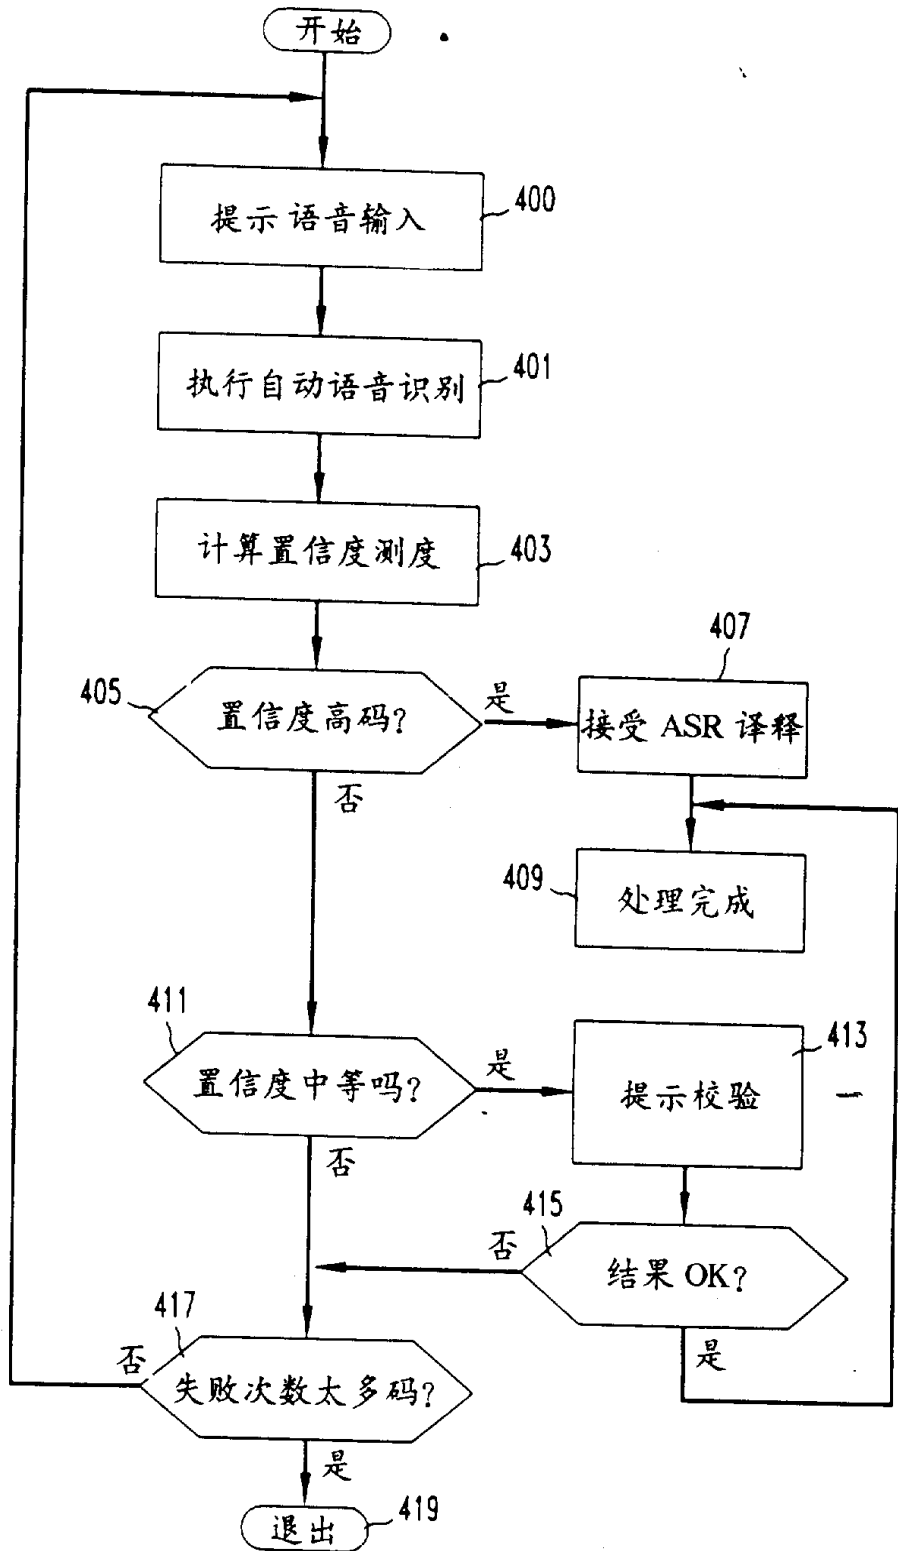 开始
提示语音输入
400
执行自动语音识别
401
计算置信度测度
403
407
405
置信度高码?
是
接受 ASR 译释
否
409
处理完成
411
置信度中等吗?
是
413
提示校验
否
415
否
结果 OK?
417
否
失败次数太多码?
是
是
退出
419